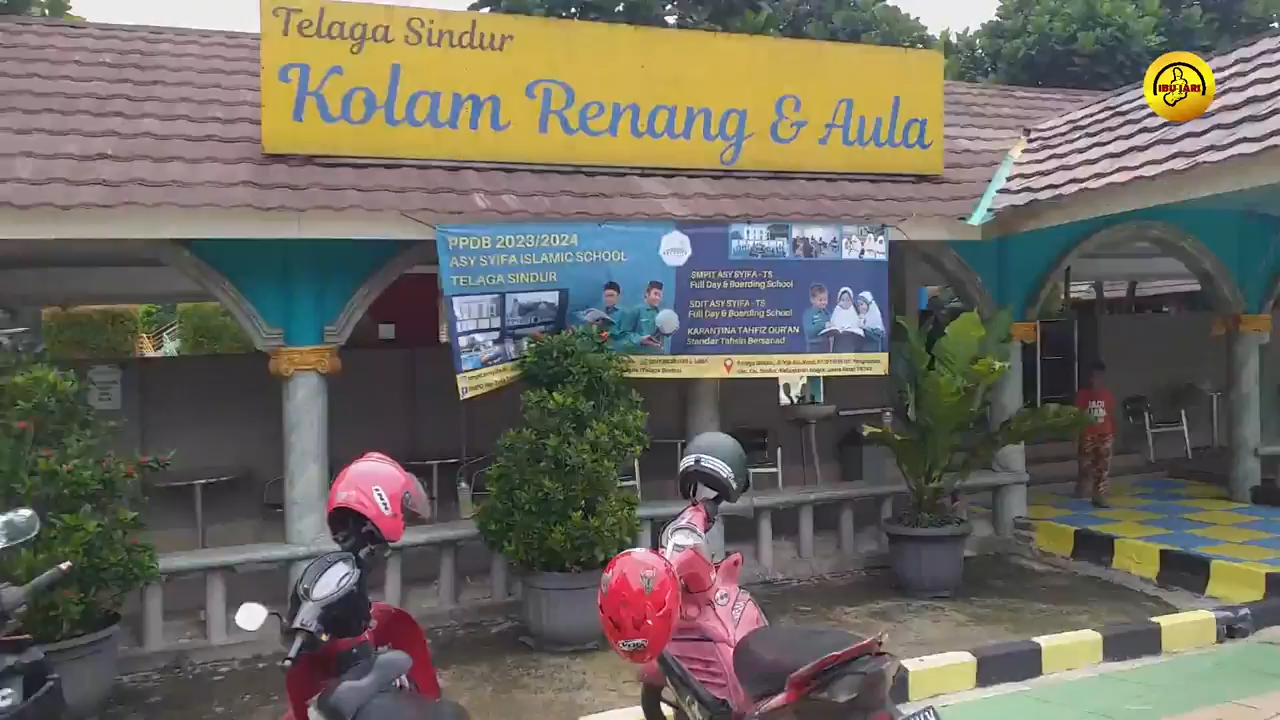 Telaga Sindur
Kolam Renang & Aula
IBU JARI
PPDB 2023/2024
ASY SYIFA ISLAMIC SCHOOL
TELAGA SINDUR
SMPIT ASY SYIFA - TS
Full Day & Boarding School
SDIT ASY SYIFA - TS
Full Day & Boarding School
KARANTINA TAHFIZ QUR'AN
Standar Tahsin Bersanad
INK